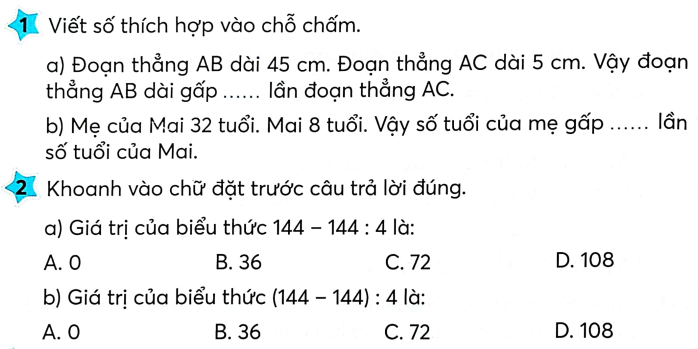 1 Viết số thích hợp vào chỗ chấm.
a) Đoạn thẳng AB dài 45 cm. Đoạn thẳng AC dài 5 cm. Vậy đoạn
thẳng AB dài gấp ...... lần đoạn thẳng AC.
b) Mẹ của Mai 32 tuổi. Mai 8 tuổi. Vậy số tuổi của mẹ gấp ...... lần
số tuổi của Mai.
2 Khoanh vào chữ đặt trước câu trả lời đúng.
a) Giá trị của biểu thức 144 – 144 : 4 là:
A. 0 B. 36 C. 72 D. 108
b) Giá trị của biểu thức (144 – 144) : 4 là:
A. 0 B. 36 C. 72 D. 108